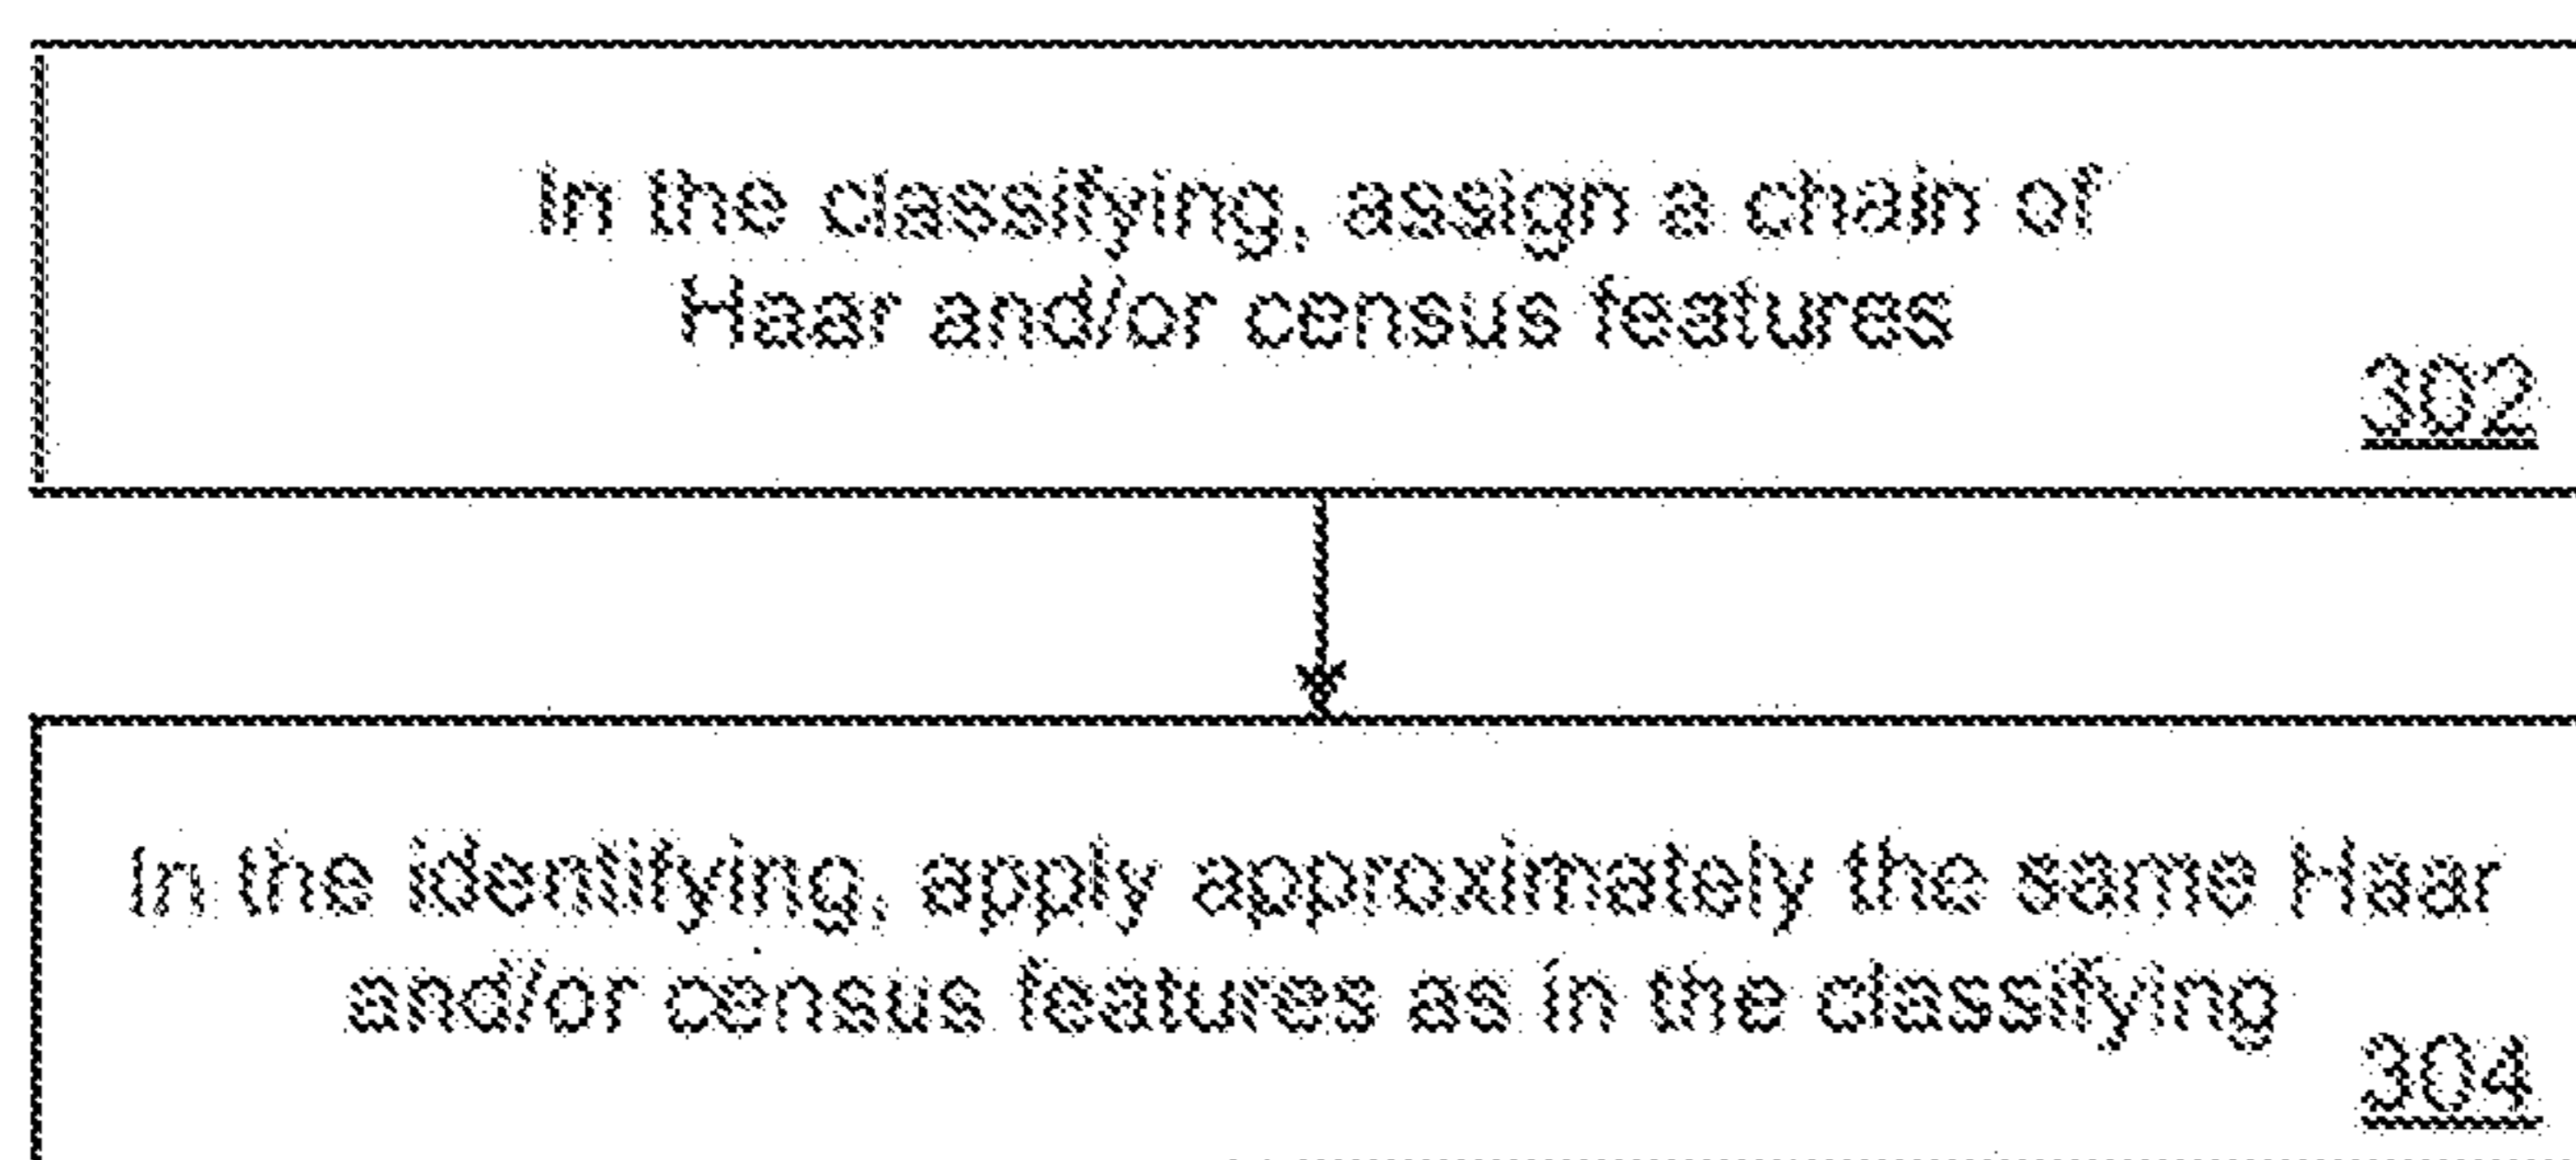 In the classifying, assign a chain of
Haar and/or census features
302
In the identifying, apply approximately the same Haar
and/or census features as in the classifying
304